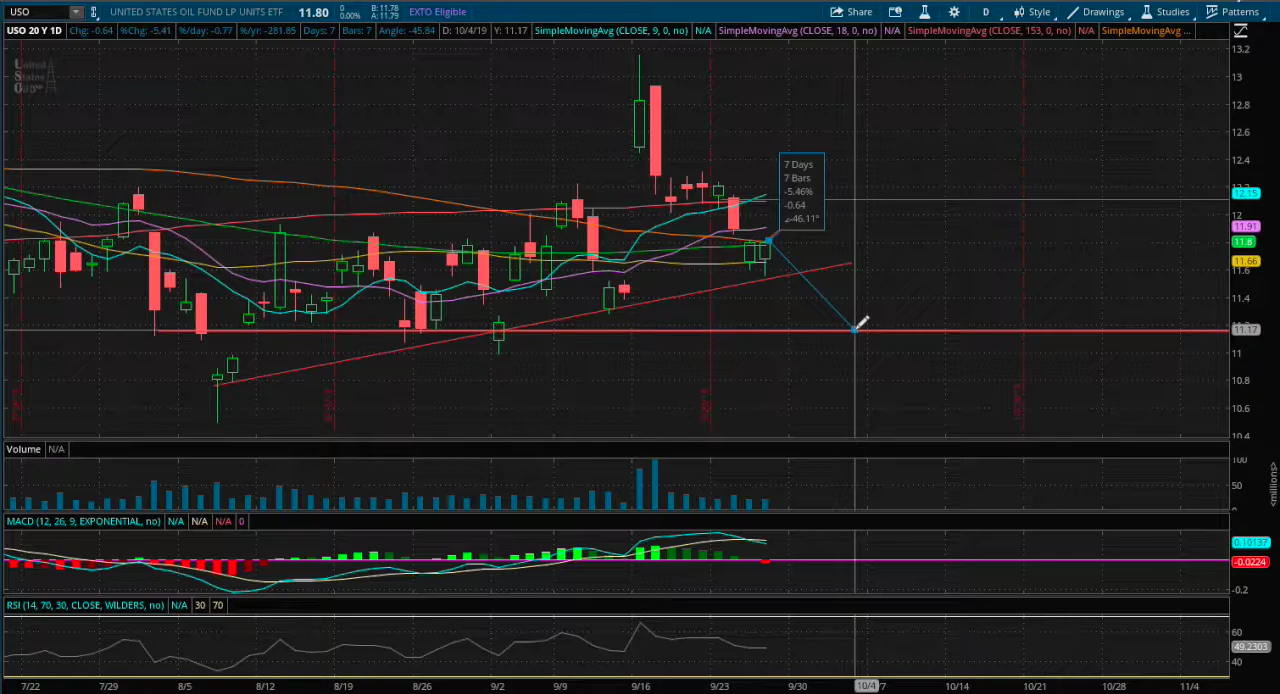 USO UNITED STATES OIL FUND LP UNITS ETF 11.80 0 0.00% B: 11.78 A: 11.79 EXTO Eligible Share D Style Drawings Studies Patterns
USO 20 Y 1D Chg: -0.64 %Chg: -5.41 %/day: -0.77 %/yr: -281.85 Days: 7 Bars: 7 Angle: -45.84 D: 10/4/19 Y: 11.17 SimpleMovingAvg (CLOSE, 9, 0, no) N/A SimpleMovingAvg (CLOSE, 18, 0, no) N/A SimpleMovingAvg (CLOSE, 153, 0, no) N/A SimpleMovingAvg ...
13.2
United
States
13
12.8
12.6
12.4
7 Days
7 Bars
-5.46%
-0.64
∠-46.11°
12.15
12
11.91
11.8
11.66
11.6
11.4
11.17
11
10.8
10.6
10.4
Volume N/A
100
50
<millions>
MACD (12, 26, 9, EXPONENTIAL, no) N/A N/A N/A 0
0.10137
-0.0224
-0.2
RSI (14, 70, 30, CLOSE, WILDERS, no) N/A 30 70
60
49.2303
40
7/22 7/29 8/5 8/12 8/19 8/26 9/2 9/9 9/16 9/23 9/30 10/4 7 10/14 10/21 10/28 11/4